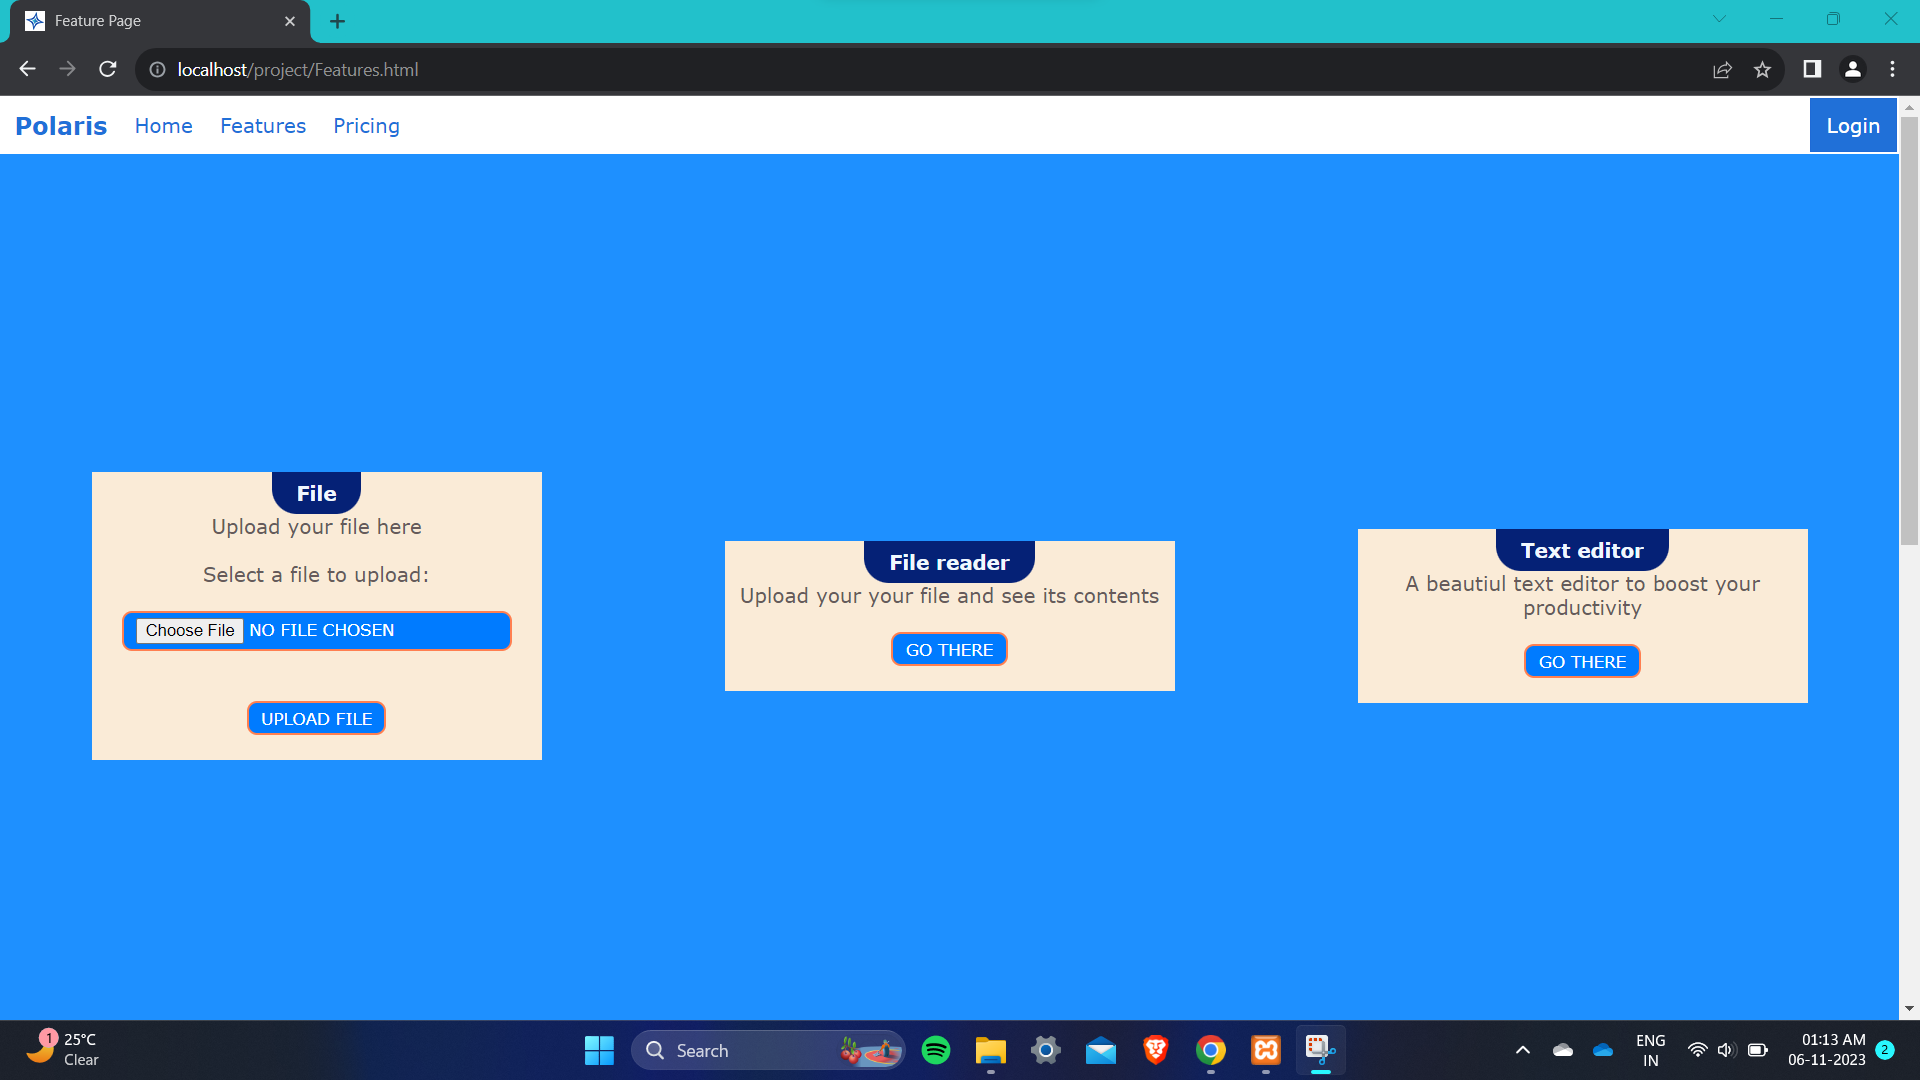 Feature Page
localhost/project/Features.html
Polaris Home Features Pricing Login
File
Upload your file here
Select a file to upload:
Choose File NO FILE CHOSEN
UPLOAD FILE
File reader
Upload your your file and see its contents
GO THERE
Text editor
A beautiul text editor to boost your
productivity
GO THERE
1
25°C
Clear
Search
ENG
IN
01:13 AM
06-11-2023
2